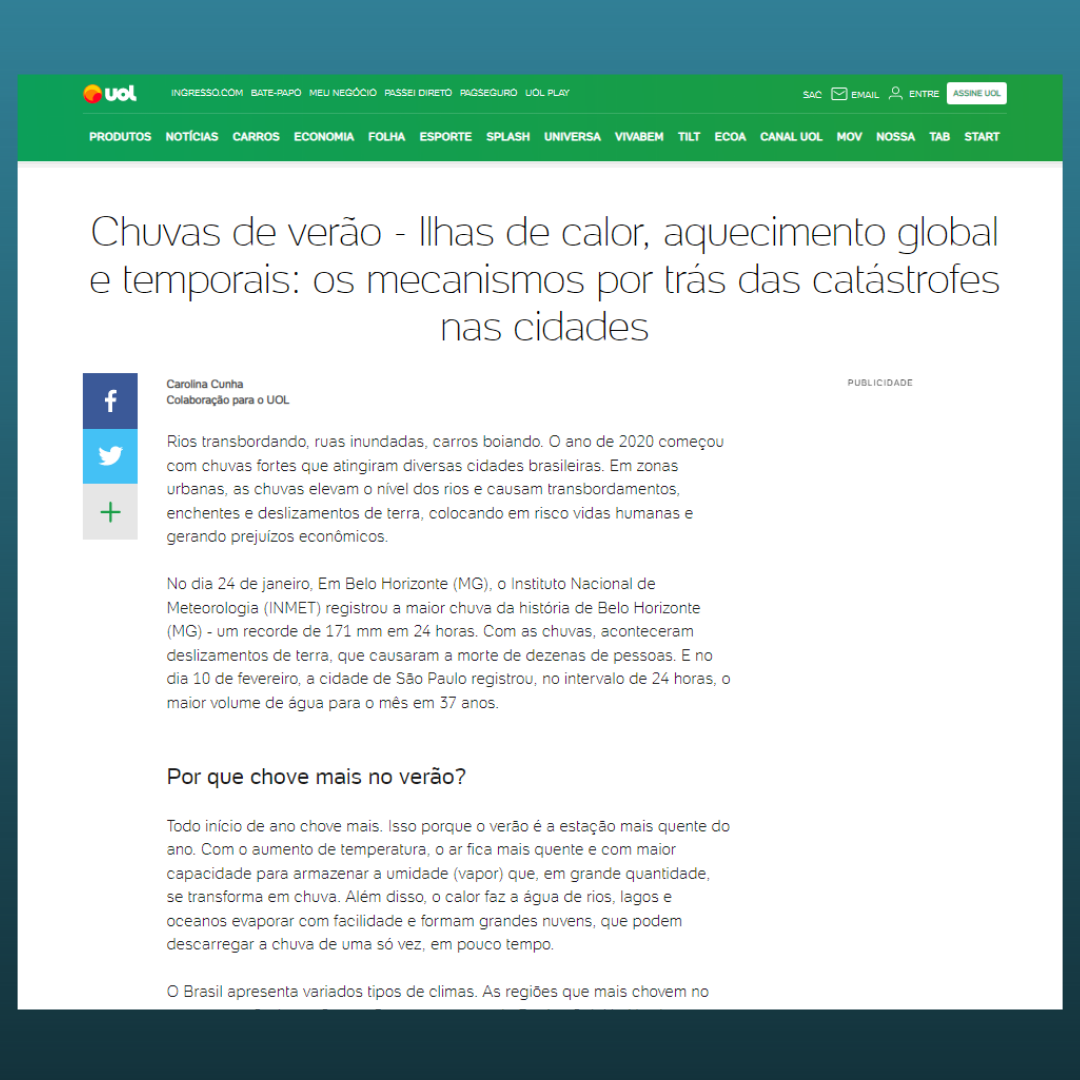 uol
INGRESSO.COM BATE-PAPO MEU NEGÓCIO PASSEI DIRETO PAGSEGURO UOL PLAY
SAC EMAIL ENTRE ASSINE UOL
PRODUTOS NOTÍCIAS CARROS ECONOMIA FOLHA ESPORTE SPLASH UNIVERSA VIVABEM TILT ECOA CANAL UOL MOV NOSSA TAB START
Chuvas de verão - Ilhas de calor, aquecimento global
e temporais: os mecanismos por trás das catástrofes
nas cidades
Carolina Cunha
Colaboração para o UOL
PUBLICIDADE
Rios transbordando, ruas inundadas, carros boiando. O ano de 2020 começou
com chuvas fortes que atingiram diversas cidades brasileiras. Em zonas
urbanas, as chuvas elevam o nível dos rios e causam transbordamentos,
enchentes e deslizamentos de terra, colocando em risco vidas humanas e
gerando prejuízos econômicos.
No dia 24 de janeiro, Em Belo Horizonte (MG), o Instituto Nacional de
Meteorologia (INMET) registrou a maior chuva da história de Belo Horizonte
(MG) - um recorde de 171 mm em 24 horas. Com as chuvas, aconteceram
deslizamentos de terra, que causaram a morte de dezenas de pessoas. E no
dia 10 de fevereiro, a cidade de São Paulo registrou, no intervalo de 24 horas, o
maior volume de água para o mês em 37 anos.
Por que chove mais no verão?
Todo início de ano chove mais. Isso porque o verão é a estação mais quente do
ano. Com o aumento de temperatura, o ar fica mais quente e com maior
capacidade para armazenar a umidade (vapor) que, em grande quantidade,
se transforma em chuva. Além disso, o calor faz a água de rios, lagos e
oceanos evaporar com facilidade e formam grandes nuvens, que podem
descarregar a chuva de uma só vez, em pouco tempo.
O Brasil apresenta variados tipos de climas. As regiões que mais chovem no